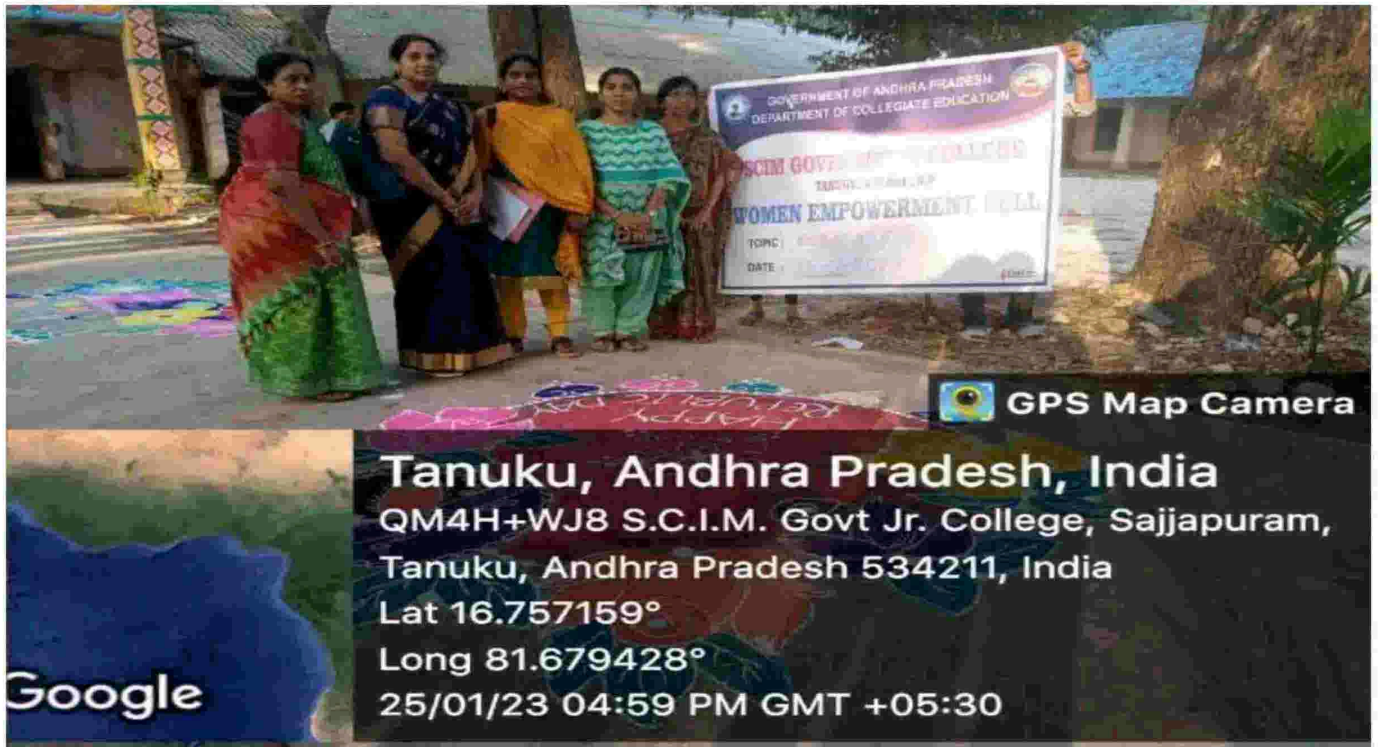 GOVERNMENT OF ANDHRA PRADESH
DEPARTMENT OF COLLEGIATE EDUCATION
SCIM COLLEGE
WOMEN EMPOWERMENT CELL
TOPIC :
DATE :
HAPPY
REPUBLIC DAY
GPS Map Camera
Tanuku, Andhra Pradesh, India
QM4H+WJ8 S.C.I.M. Govt Jr. College, Sajjapuram,
Tanuku, Andhra Pradesh 534211, India
Lat 16.757159°
Long 81.679428°
25/01/23 04:59 PM GMT +05:30
Google